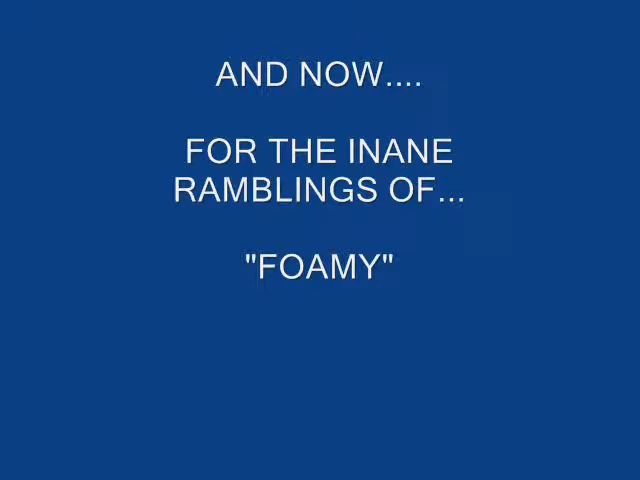 AND NOW....
FOR THE INANE
RAMBLINGS OF...
"FOAMY"